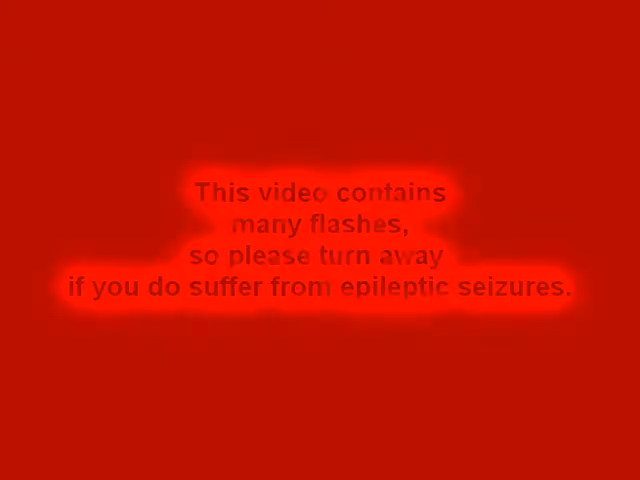 This video contains
many flashes,
so please turn away
if you do suffer from epileptic seizures.